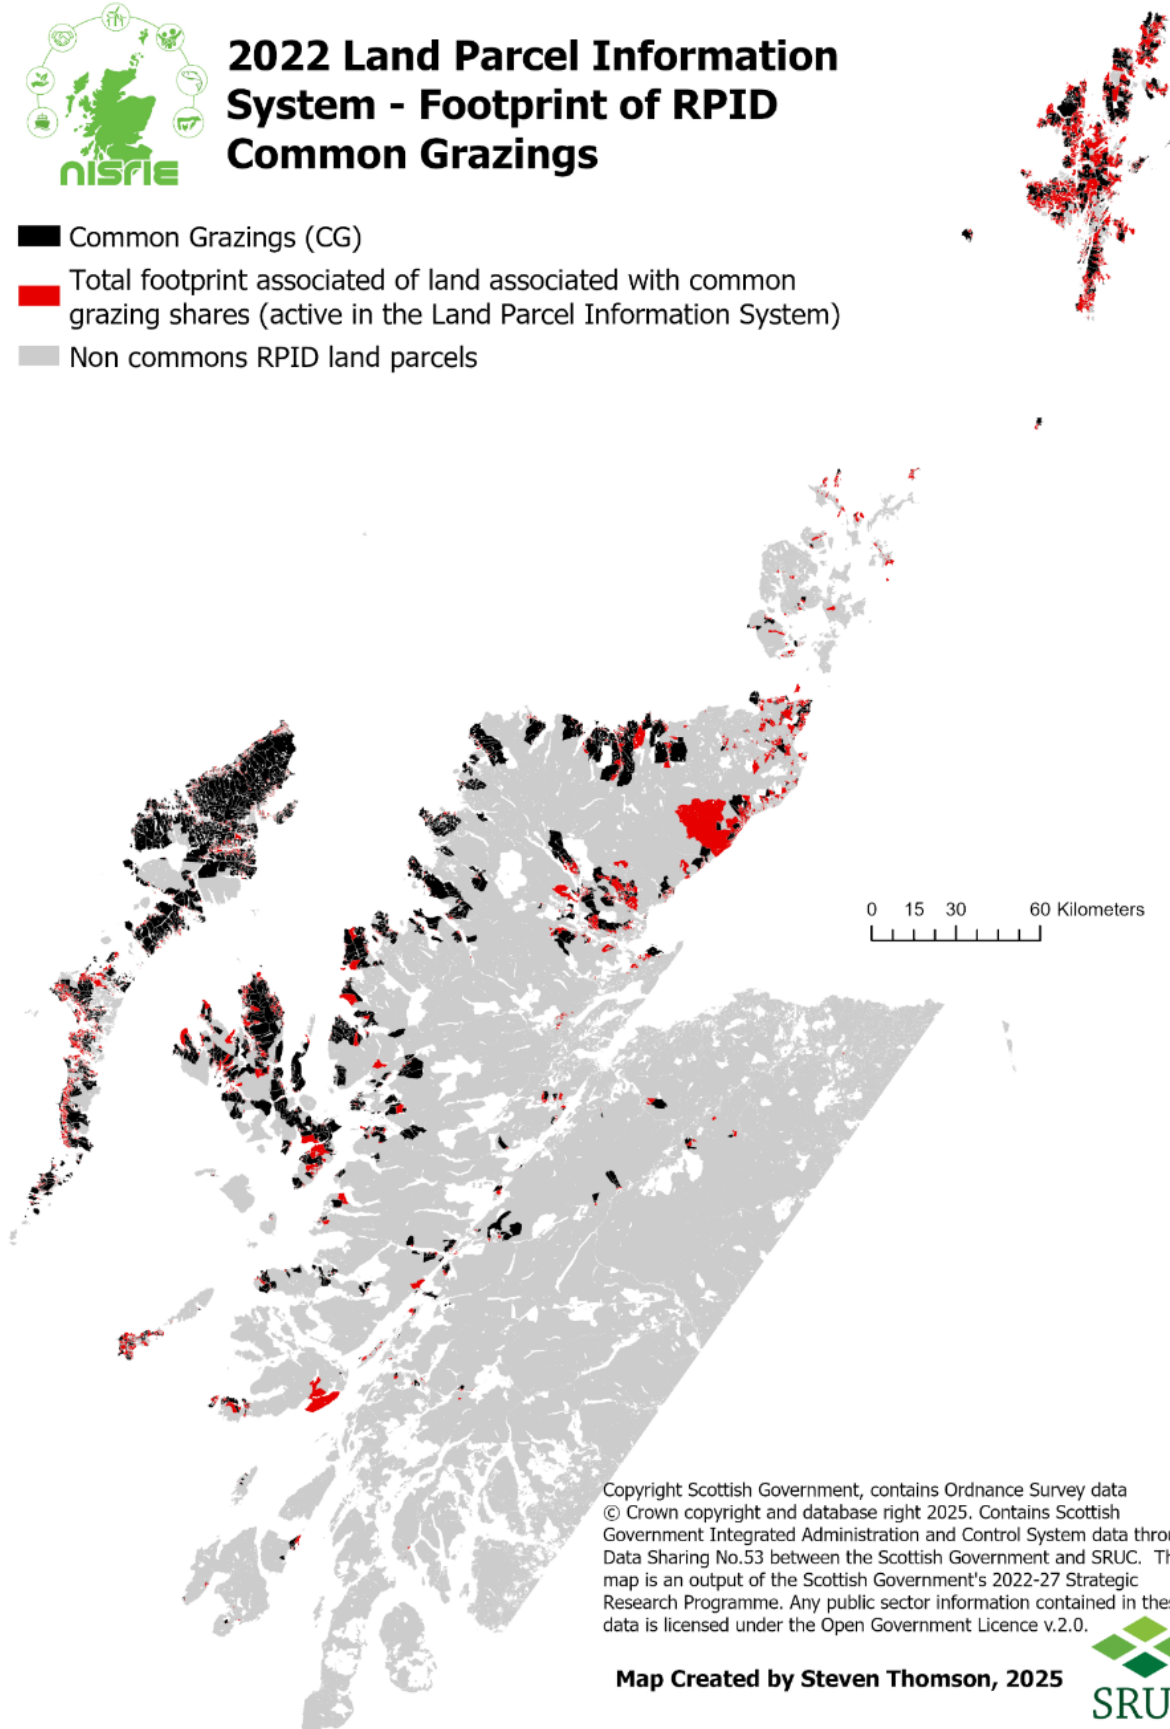 nisrie
2022 Land Parcel Information
System - Footprint of RPID
Common Grazings
Common Grazings (CG)
Total footprint associated of land associated with common
grazing shares (active in the Land Parcel Information System)
Non commons RPID land parcels
0 15 30 60 Kilometers
Copyright Scottish Government, contains Ordnance Survey data
© Crown copyright and database right 2025. Contains Scottish
Government Integrated Administration and Control System data throu
Data Sharing No.53 between the Scottish Government and SRUC. Th
map is an output of the Scottish Government's 2022-27 Strategic
Research Programme. Any public sector information contained in thes
data is licensed under the Open Government Licence v.2.0.
Map Created by Steven Thomson, 2025
SRU